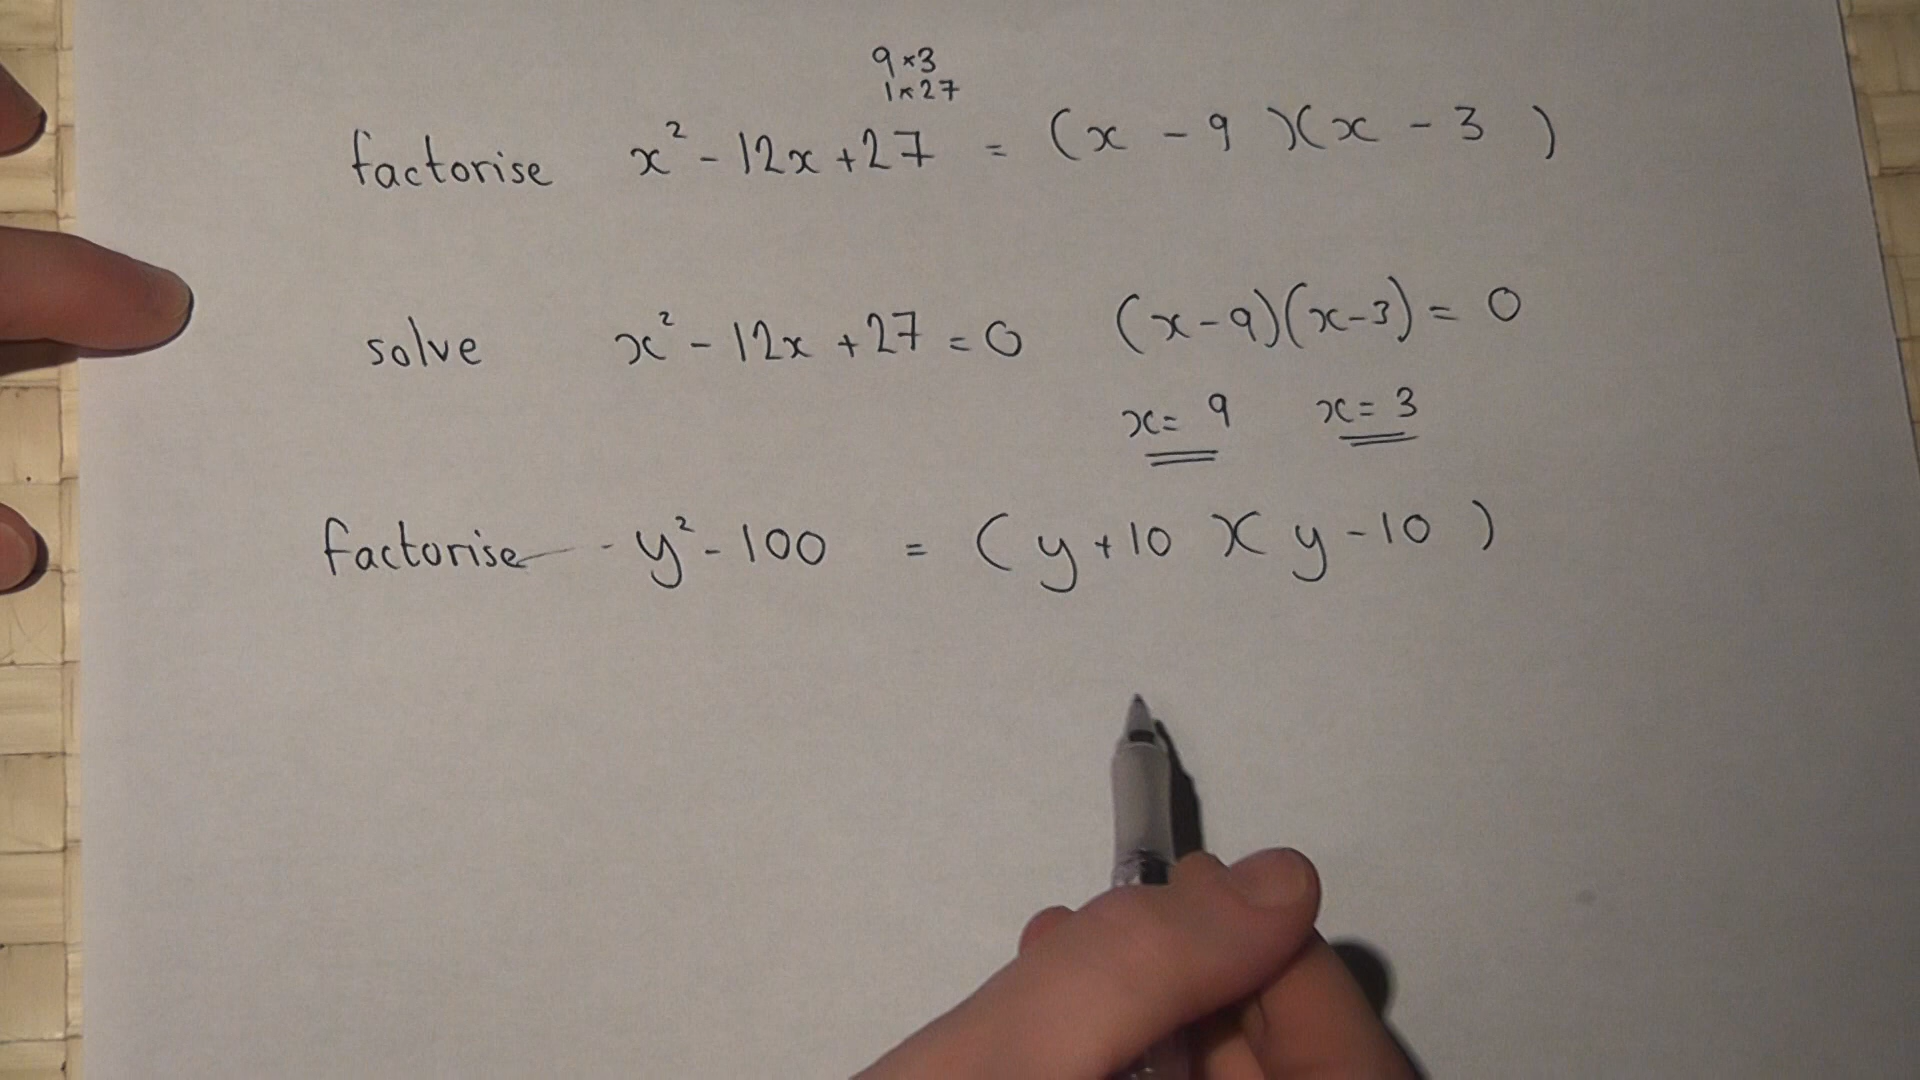 9×3
1×27
factorise x² - 12x + 27 = (x - 9)(x - 3)
solve x² - 12x + 27 = 0 (x - 9)(x - 3) = 0
x = 9 x = 3
factorise y² - 100 = (y + 10)(y - 10)